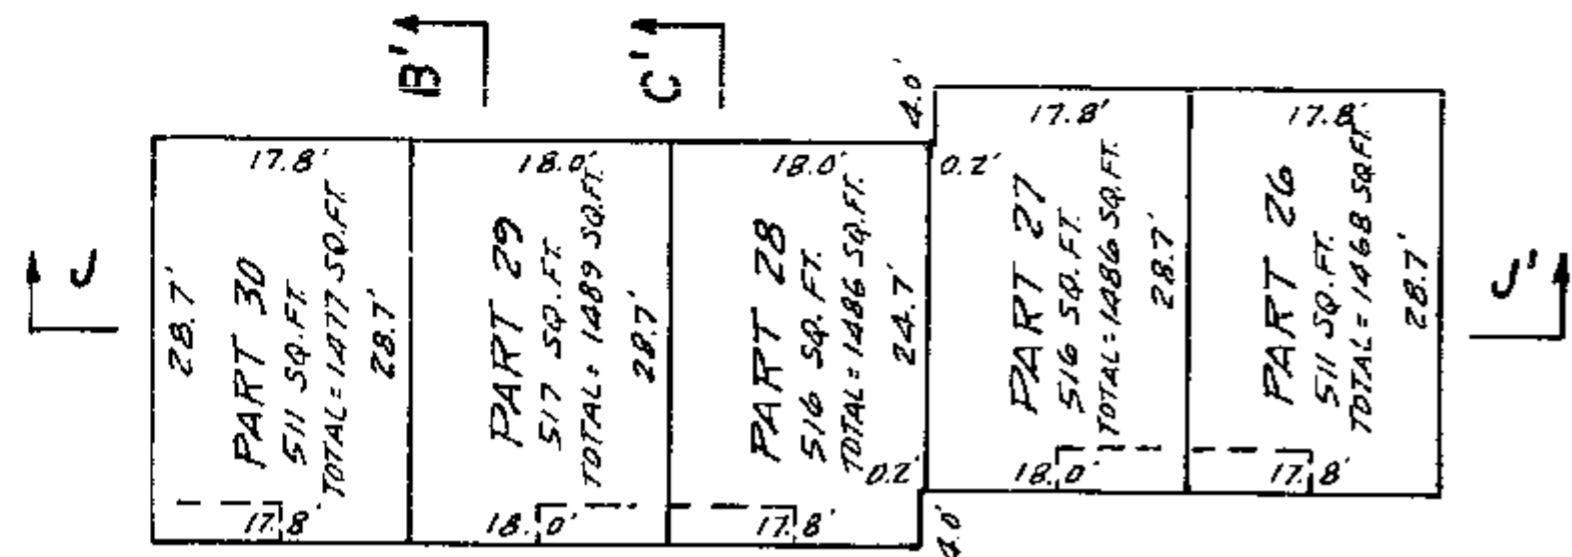 B'
C'
4.0'
17.8'
18.0'
18.0'
0.2'
17.8'
17.8'
J
28.7'
PART 30
511 SQ.FT.
TOTAL=1477 SQ.FT.
28.7'
17.8'
PART 29
517 SQ.FT.
TOTAL=1489 SQ.FT.
28.7'
18.0'
PART 28
516 SQ.FT.
TOTAL=1486 SQ.FT.
24.7'
0.2'
17.8'
4.0'
PART 27
516 SQ.FT.
TOTAL=1486 SQ.FT.
28.7'
18.0'
PART 26
511 SQ.FT.
TOTAL=1468 SQ.FT.
28.7'
17.8'
J'